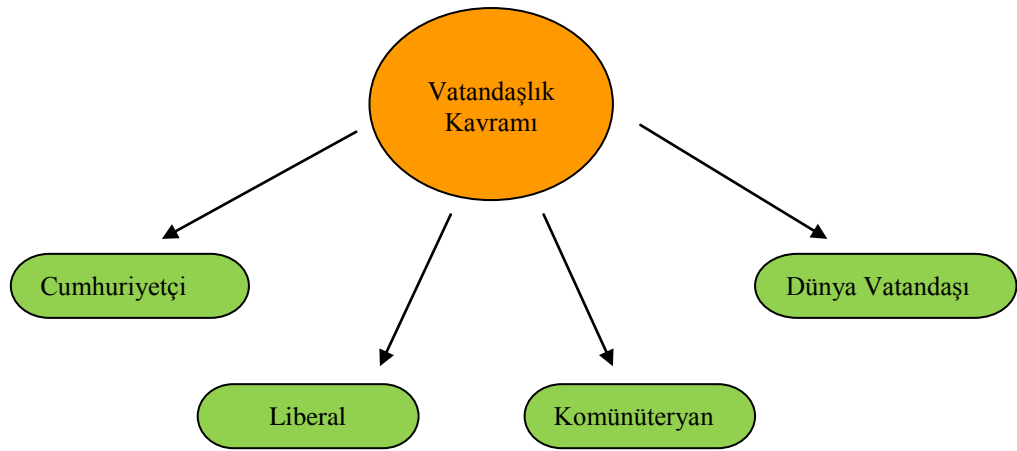 Vatandaşlık
Kavramı
Cumhuriyetçi
Dünya Vatandaşı
Liberal
Komünüteryan